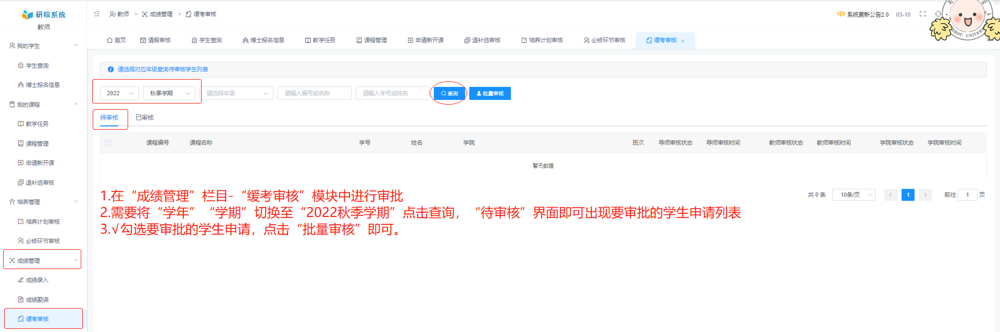 研综系统
教师
我的学生
学生查询
博士报名信息
我的课程
教学任务
课程管理
申请新开课
退补选审核
培养管理
培养计划审核
必修环节审核
成绩管理
成绩录入
成绩勘误
缓考审核
教师 > 成绩管理 > 缓考审核
系统更新公告2.0 03-10
首页 请假审核 学生查询 博士报名信息 教学任务 课程管理 申请新开课 退补选审核 培养计划审核 必修环节审核 缓考审核 ×
请选择对应年级查询待审核学生列表
2022 秋季学期 请选择年级 请输入编号或名称 请输入学号或姓名 查询 批量审核
待审核 已审核
课程编号 课程名称 学号 姓名 学院 班次 导师审核状态 导师审核时间 教师审核状态 教师审核时间 学院审核状态 学院审核时间
暂无数据
共 0 条 10条/页 < 1 > 前往 1 页
1.在“成绩管理”栏目-“缓考审核”模块中进行审批
2.需要将“学年”“学期”切换至“2022秋季学期”点击查询，“待审核”界面即可出现要审批的学生申请列表
3.√勾选要审批的学生申请，点击“批量审核”即可。
ZHOU UNIVERS